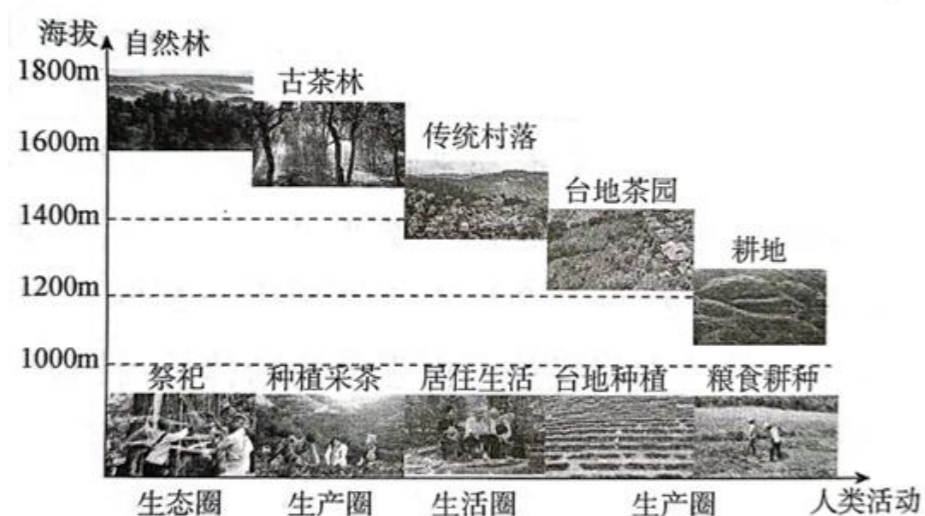 海拔
自然林
1800m
古茶林
1600m
传统村落
1400m
台地茶园
耕地
1200m
1000m
祭祀 种植采茶 居住生活 台地种植 粮食耕种
生态圈 生产圈 生活圈 生产圈 人类活动